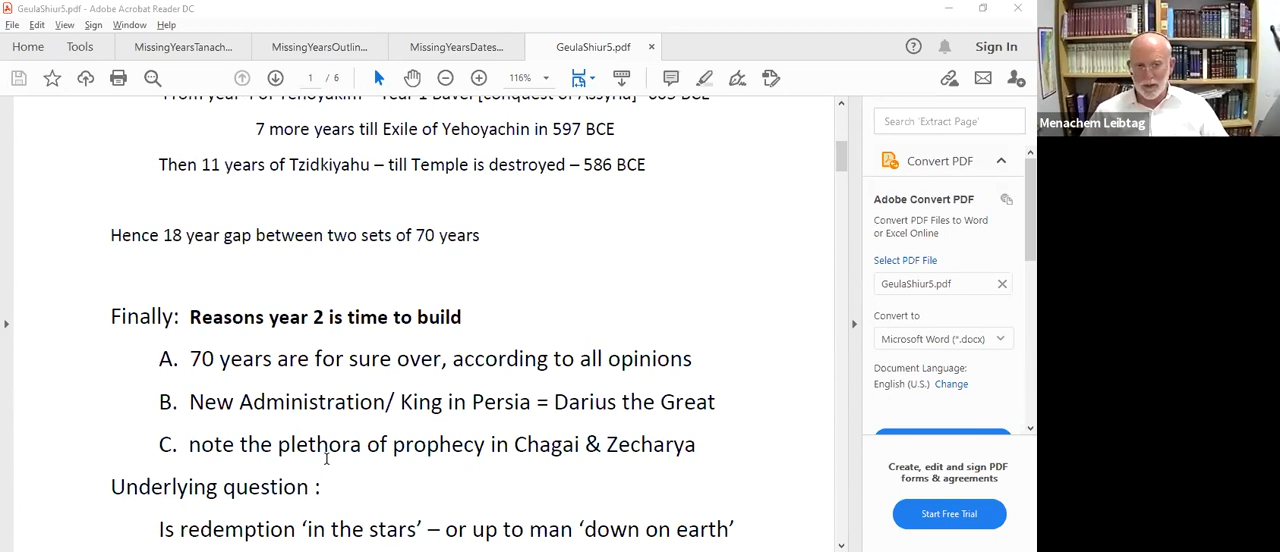 GeulaShiur5.pdf - Adobe Acrobat Reader DC
File Edit View Sign Window Help
Home Tools MissingYearsTanach... MissingYearsOutlin... MissingYearsDates... GeulaShiur5.pdf Sign In
1 / 6 116%
7 more years till Exile of Yehoyachin in 597 BCE
Then 11 years of Tzidkiyahu – till Temple is destroyed – 586 BCE
Hence 18 year gap between two sets of 70 years
Finally: Reasons year 2 is time to build
A. 70 years are for sure over, according to all opinions
B. New Administration/ King in Persia = Darius the Great
C. note the plethora of prophecy in Chagai & Zecharya
Underlying question :
Is redemption ‘in the stars’ – or up to man ‘down on earth’
Search 'Extract Page'
Convert PDF
Adobe Convert PDF
Convert PDF Files to Word
or Excel Online
Select PDF File
GeulaShiur5.pdf
Convert to
Microsoft Word (*.docx)
Document Language:
English (U.S.) Change
Create, edit and sign PDF
forms & agreements
Start Free Trial
Menachem Leibtag